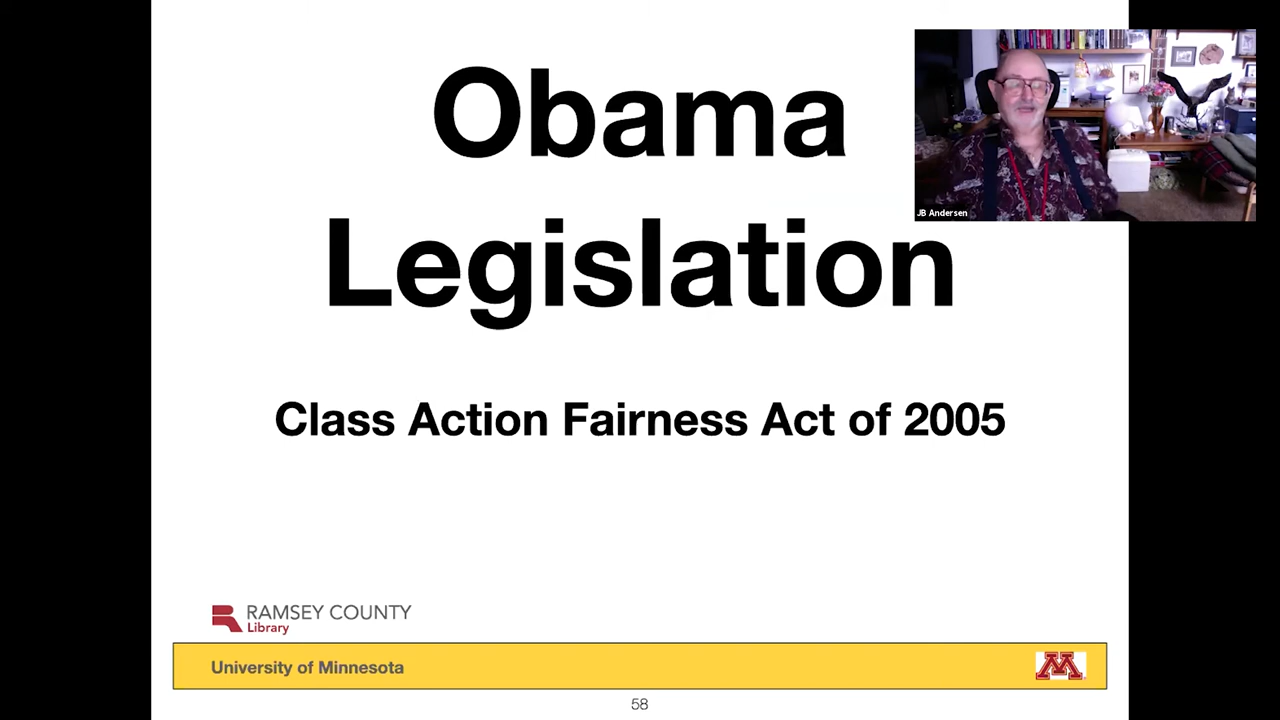 Obama
Legislation
JB Andersen
Class Action Fairness Act of 2005
RAMSEY COUNTY
Library
University of Minnesota
M
58